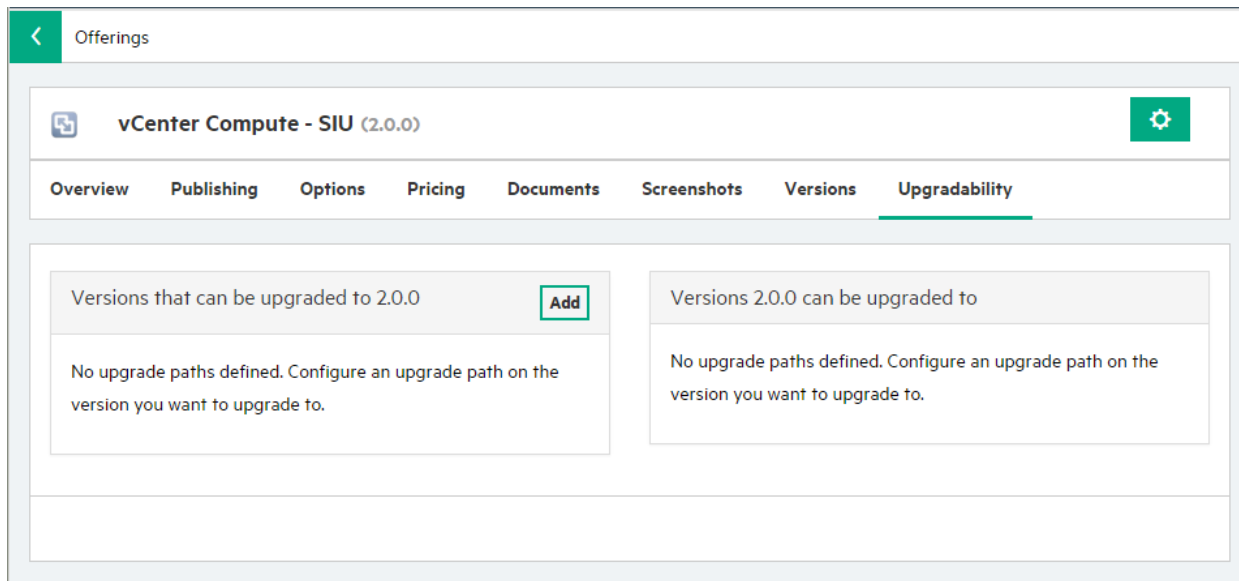 Offerings
vCenter Compute - SIU (2.0.0)
Overview Publishing Options Pricing Documents Screenshots Versions Upgradability
Versions that can be upgraded to 2.0.0 Add
No upgrade paths defined. Configure an upgrade path on the
version you want to upgrade to.
Versions 2.0.0 can be upgraded to
No upgrade paths defined. Configure an upgrade path on the
version you want to upgrade to.